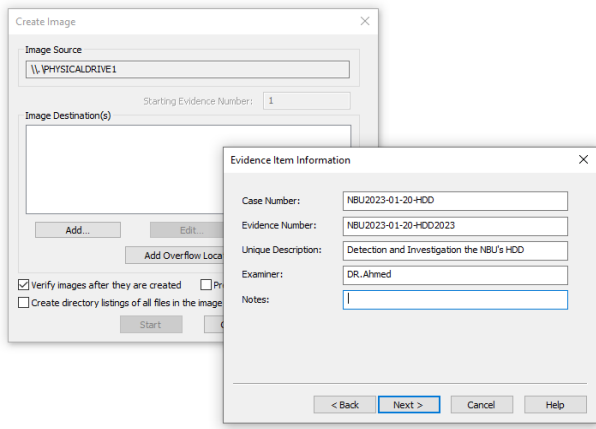 Create Image
Image Source
\\.\PHYSICALDRIVE1
Starting Evidence Number: 1
Image Destination(s)
Add...
Edit...
Add Overflow
Verify images after they are created
Create directory listings of all files in the image
Start
Evidence Item Information
Case Number: NBU2023-01-20-HDD
Evidence Number: NBU2023-01-20-HDD2023
Unique Description: Detection and Investigation the NBU's HDD
Examiner: DR.Ahmed
Notes:
< Back Next > Cancel Help